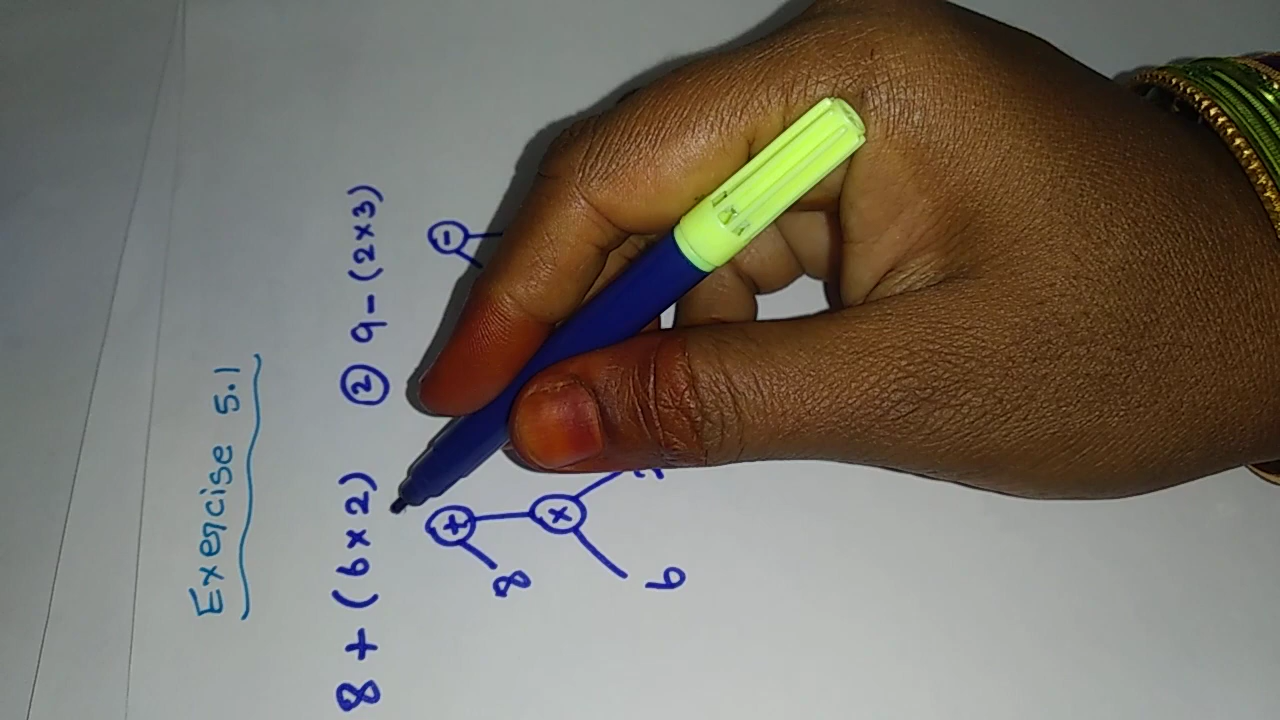 Exercise 5.1
8 + (6 x 2) ② 9 - (2 x 3)
+ -
8 x
6